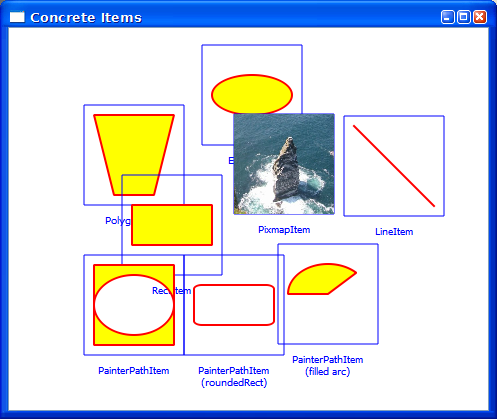 Concrete Items
E
Polyg
PixmapItem
LineItem
RectItem
PainterPathItem
PainterPathItem
(roundedRect)
PainterPathItem
(filled arc)